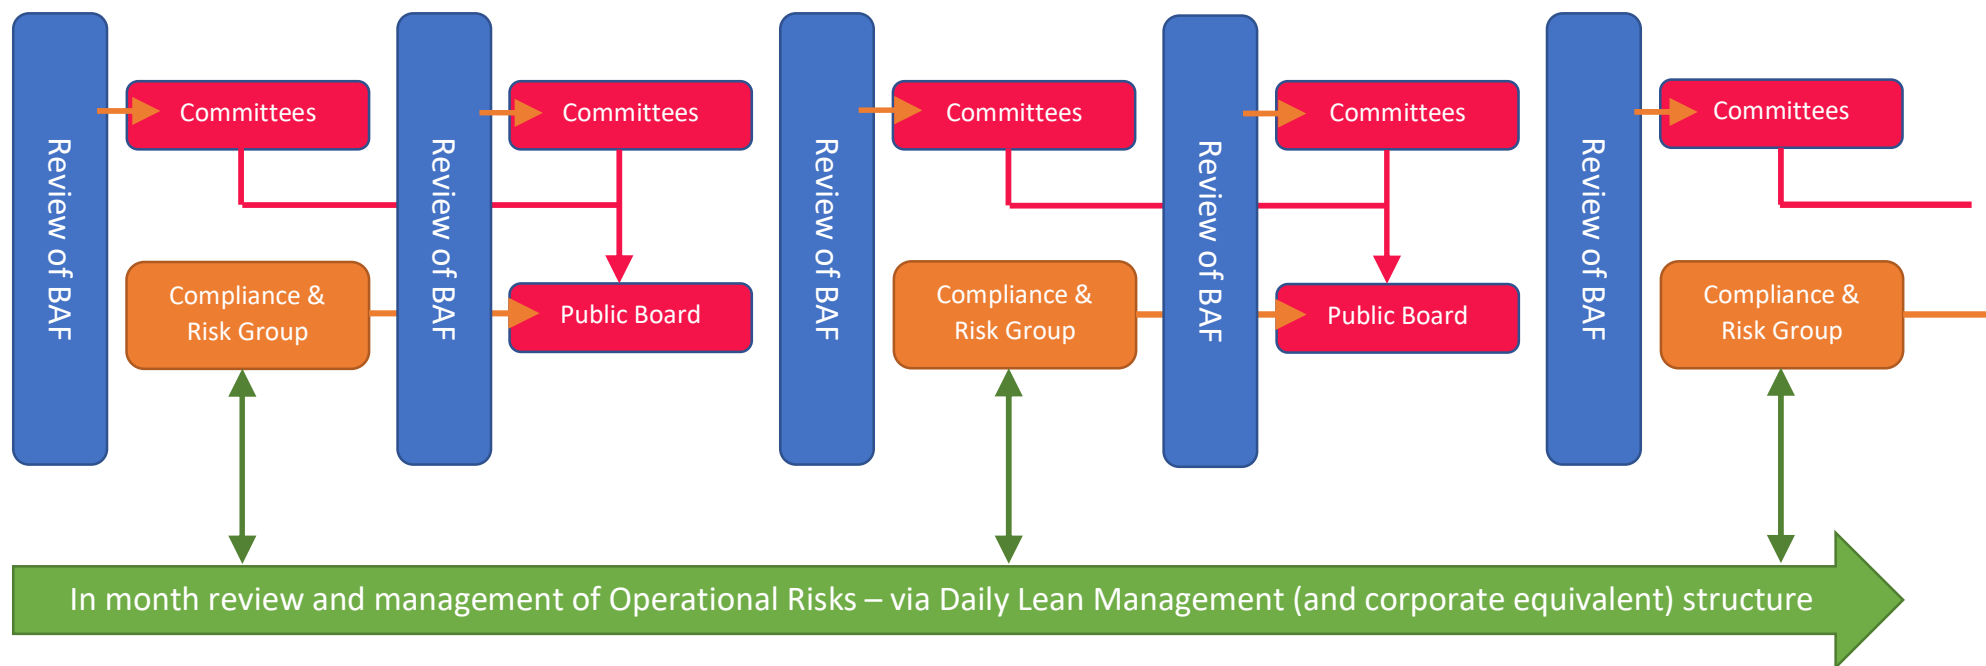 Review of BAF
Committees
Compliance &
Risk Group
Review of BAF
Committees
Public Board
Review of BAF
Committees
Compliance &
Risk Group
Review of BAF
Committees
Public Board
Review of BAF
Committees
Compliance &
Risk Group
In month review and management of Operational Risks – via Daily Lean Management (and corporate equivalent) structure